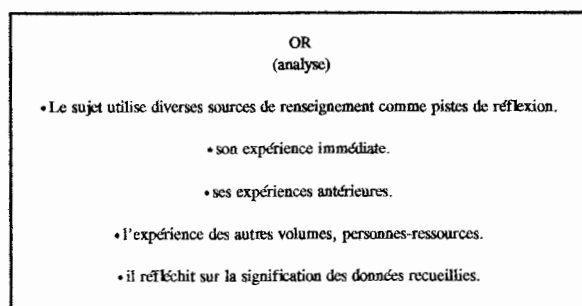 OR
(analyse)
• Le sujet utilise diverses sources de renseignement comme pistes de réflexion.
• son expérience immédiate.
• ses expériences antérieures.
• l'expérience des autres volumes, personnes-ressources.
• il réfléchit sur la signification des données recueillies.